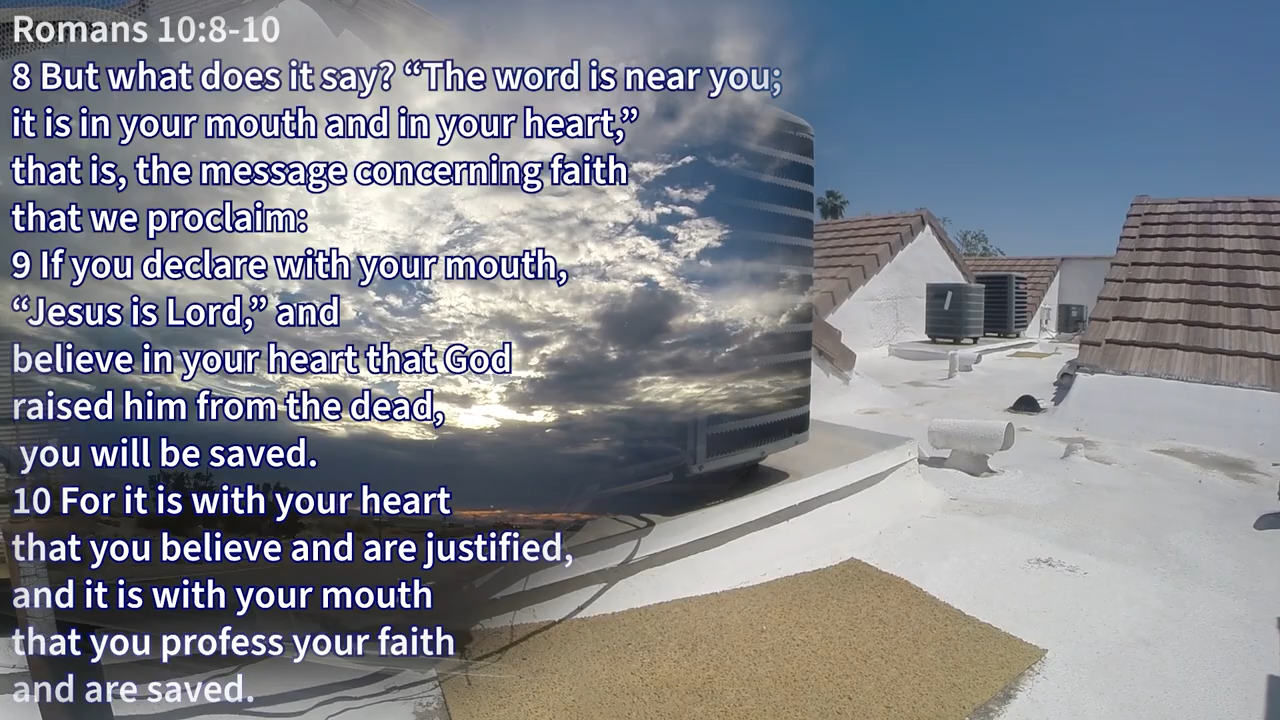 Romans 10:8-10
8 But what does it say? “The word is near you;
it is in your mouth and in your heart,”
that is, the message concerning faith
that we proclaim:
9 If you declare with your mouth,
“Jesus is Lord,” and
believe in your heart that God
raised him from the dead,
you will be saved.
10 For it is with your heart
that you believe and are justified,
and it is with your mouth
that you profess your faith
and are saved.